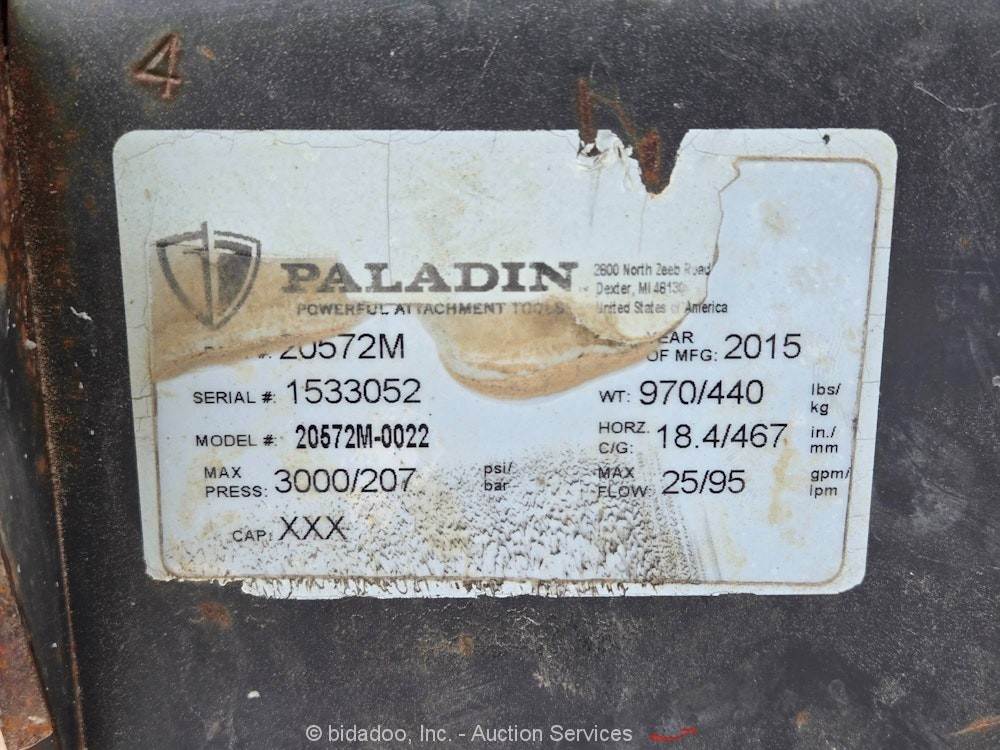 4
PALADIN
POWERFUL ATTACHMENT TOOLS
2800 North Zeeb Road
Dexter, MI 48130
United States of America
#: 20572M
YEAR OF MFG: 2015
SERIAL #: 1533052
WT: 970/440 lbs/ kg
MODEL #: 20572M-0022
HORZ. C/G: 18.4/467 in./ mm
MAX PRESS: 3000/207 psi/ bar
MAX FLOW: 25/95 gpm/ lpm
CAP: XXX
© bidadoo, Inc. - Auction Services